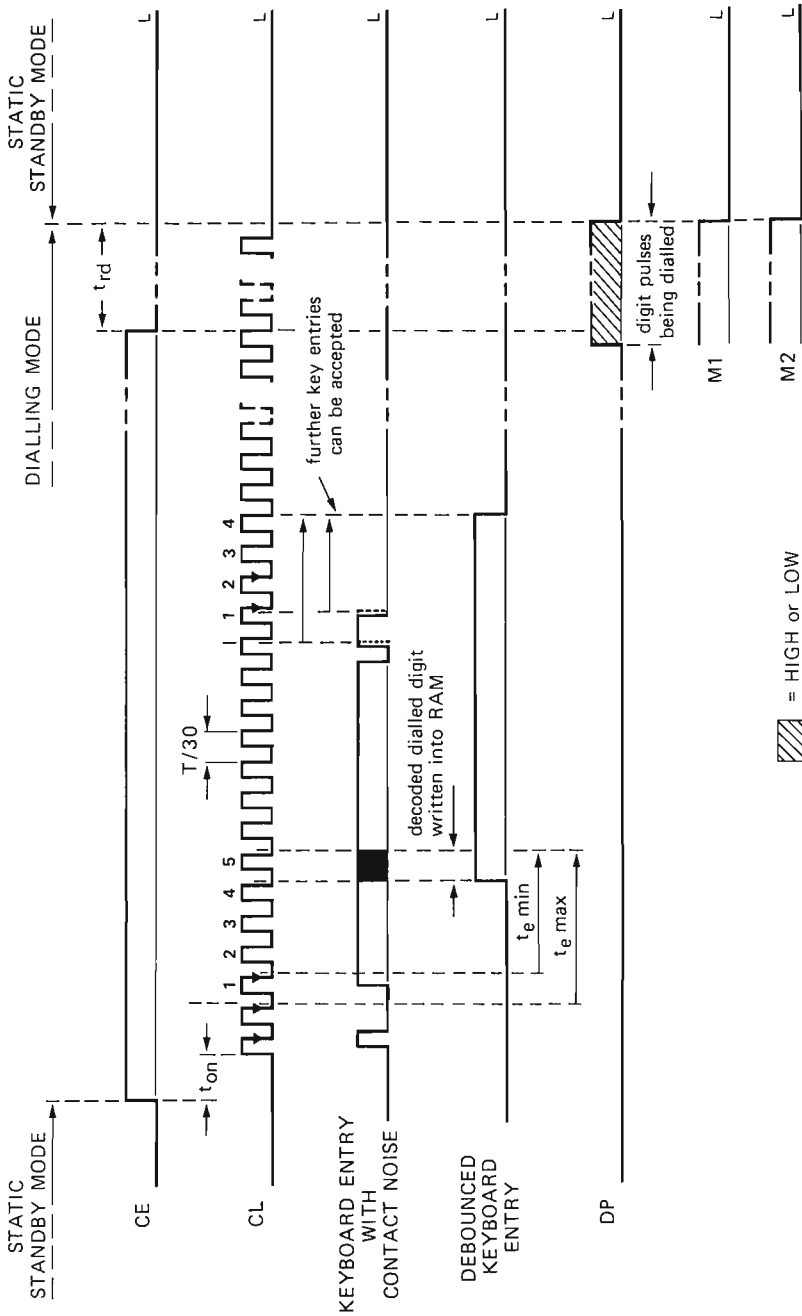 STATIC
STANDBY MODE
DIALLING MODE
STATIC
STANDBY MODE
CE
t_rd
L
CL
t_on
1 2 3 4 5
T/30
1 2 3 4
L
KEYBOARD ENTRY
WITH
CONTACT NOISE
further key entries
can be accepted
L
decoded dialled digit
written into RAM
DEBOUNCED
KEYBOARD
ENTRY
L
t_e min
t_e max
DP
L
digit pulses
being dialled
M1
L
M2
L
= HIGH or LOW